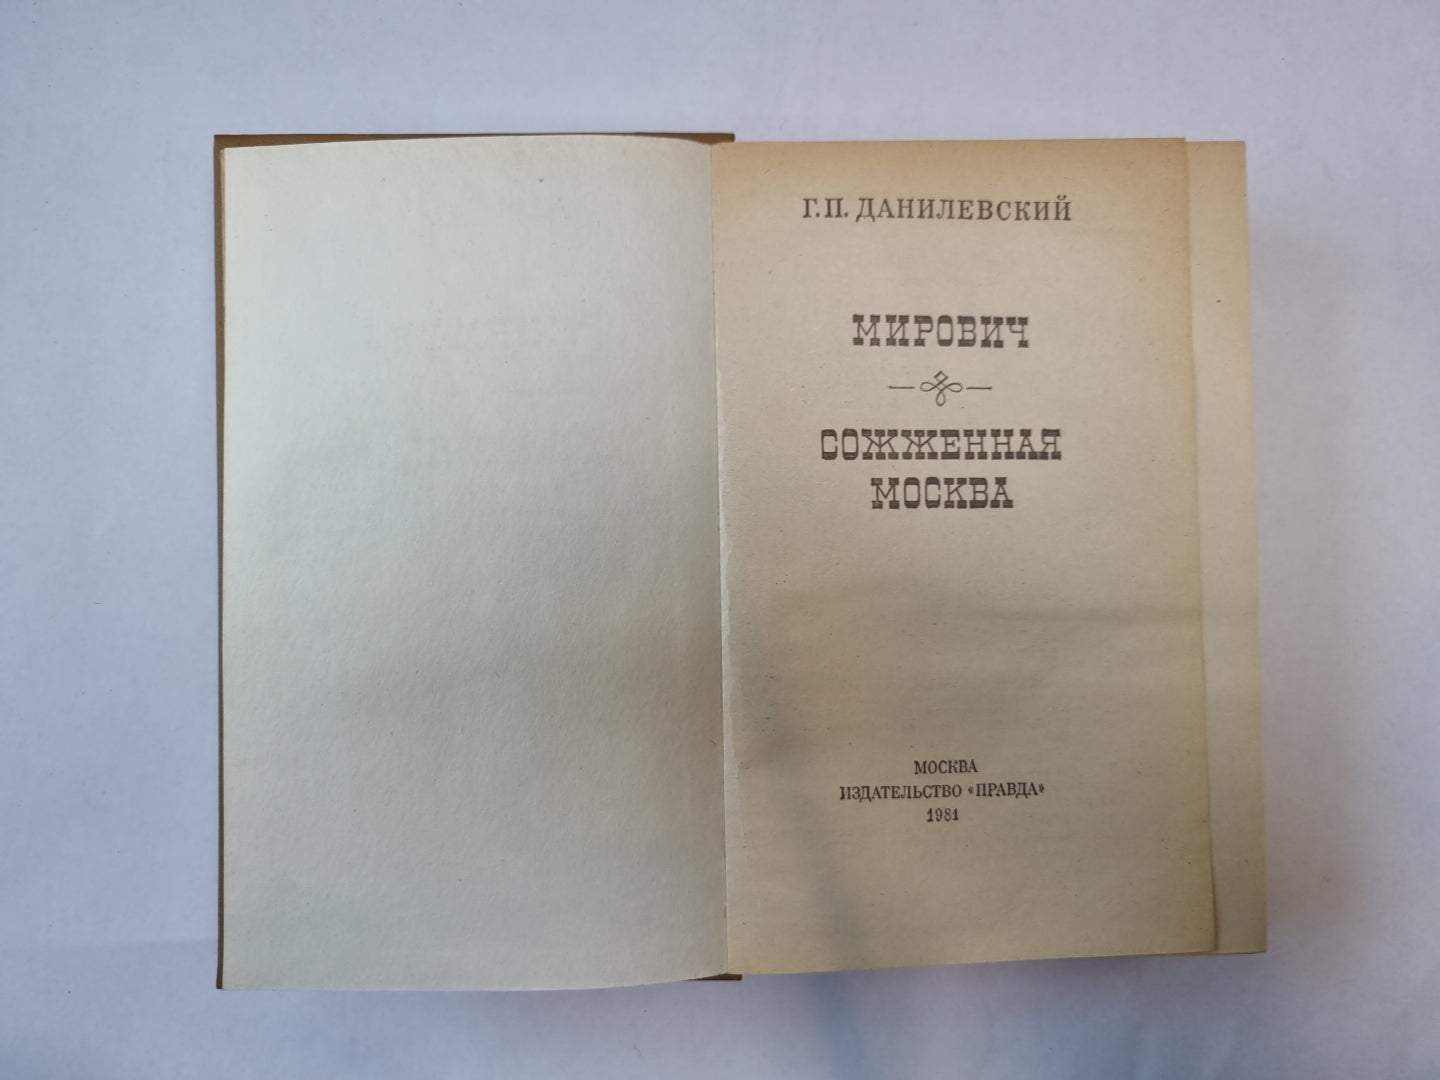 Г.П. ДАНИЛЕВСКИЙ
МИРОВИЧ
СОЖЖЕННАЯ
МОСКВА
МОСКВА
ИЗДАТЕЛЬСТВО «ПРАВДА»
1981